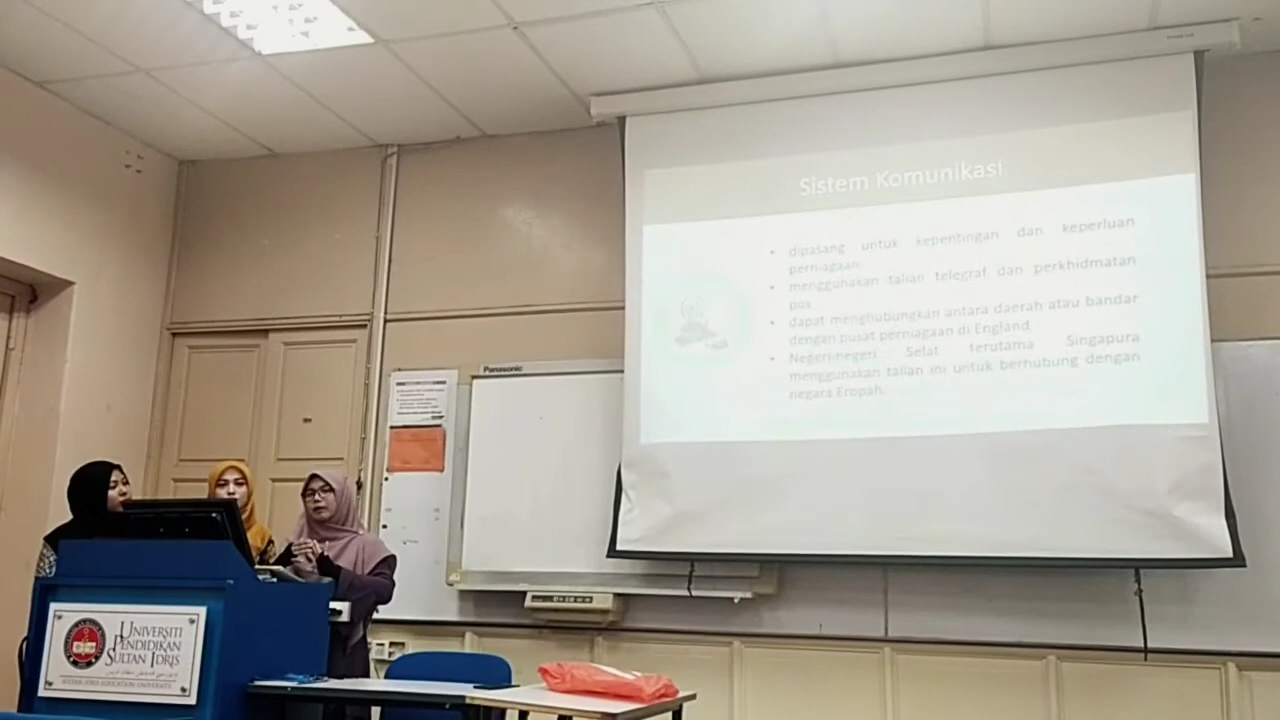 Sistem Komunikasi
• dipasang untuk kepentingan dan keperluan
perniagaan
• menggunakan talian telegraf dan perkhidmatan
pos
• dapat menghubungkan antara daerah atau bandar
dengan pusat perniagaan di England
• Negeri-negeri Selat terutama Singapura
menggunakan talian ini untuk berhubung dengan
negara Eropah.
Panasonic
UNIVERSITI
PENDIDIKAN
SULTAN IDRIS
SULTAN IDRIS EDUCATION UNIVERSITY